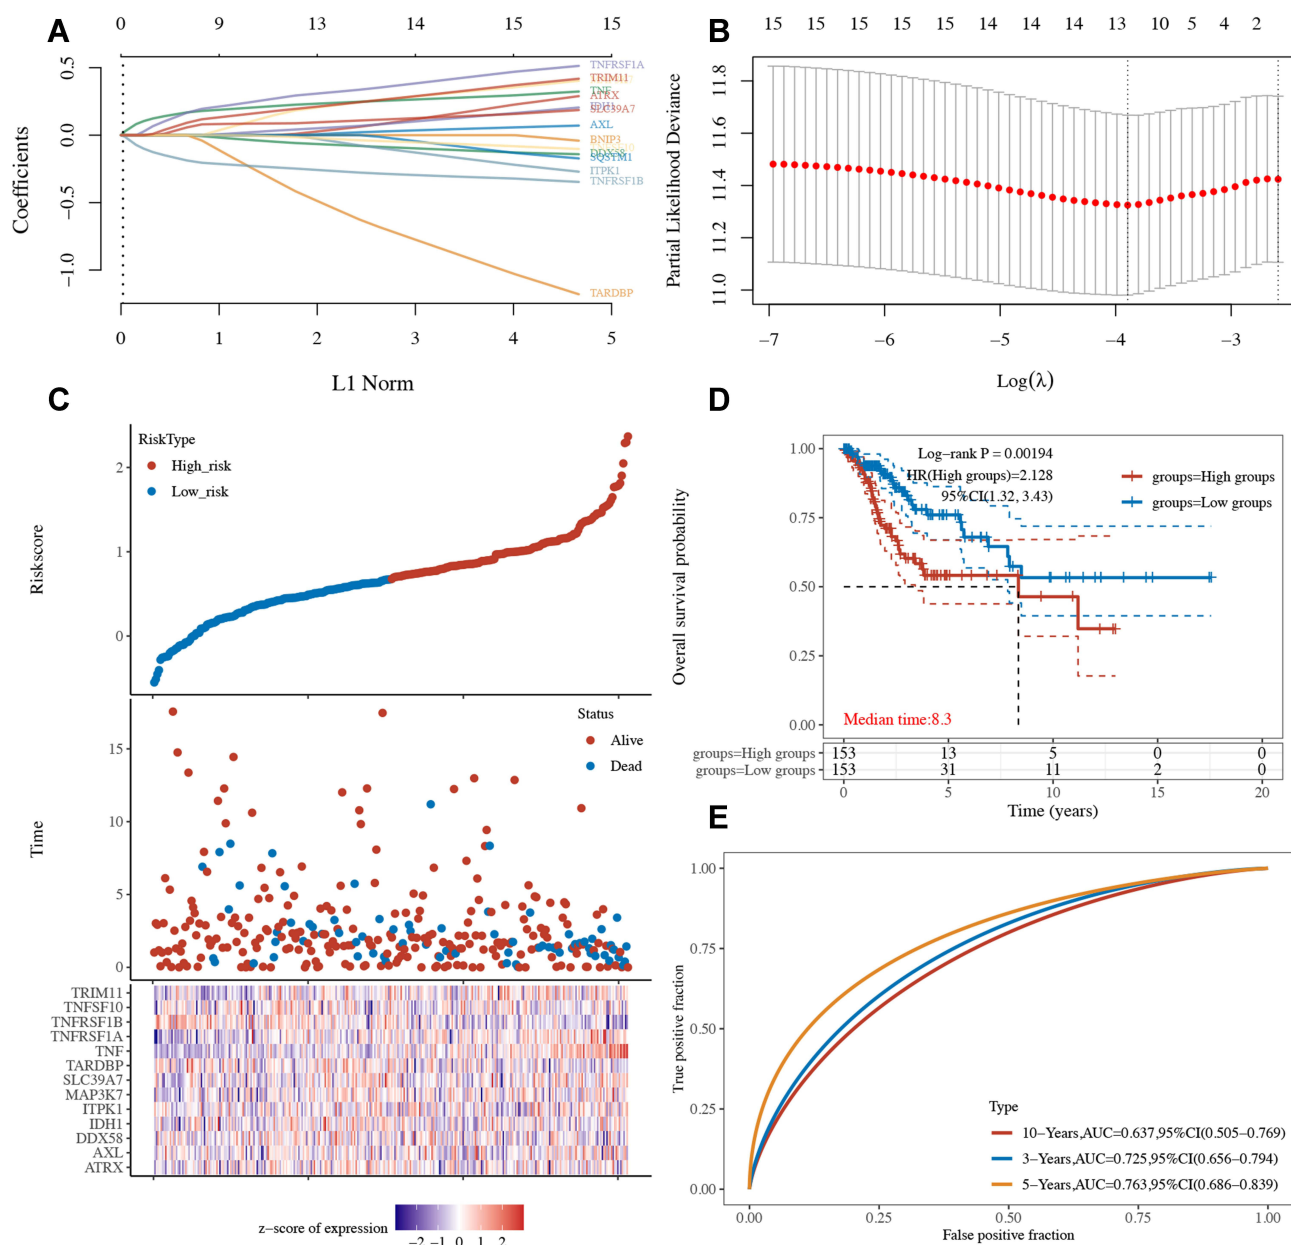 A
0 9 13 14 15 15
0.5
0.0
−0.5
−1.0
Coefficients
TNFRSF1A
TRIM11
TNF
ATRX
IDH1
SLC39A7
AXL
BNIP3
DDX58
SQSTM1
ITPK1
TNFRSF1B
TARDBP
0 1 2 3 4 5
L1 Norm
B
15 15 15 15 15 14 14 14 13 10 5 4 2
Partial Likelihood Deviance
11.8
11.6
11.4
11.2
11.0
−7 −6 −5 −4 −3
Log(λ)
C
RiskType
High_risk
Low_risk
Riskscore
2
1
0
Status
Alive
Dead
Time
15
10
5
0
TRIM11
TNFSF10
TNFRSF1B
TNFRSF1A
TNF
TARDBP
SLC39A7
MAP3K7
ITPK1
IDH1
DDX58
AXL
ATRX
z−score of expression
−2 −1 0 1 2
D
Overall survival probability
1.00
0.75
0.50
0.25
0.00
Log−rank P = 0.00194
HR(High groups)=2.128
95%CI(1.32, 3.43)
groups=High groups
groups=Low groups
Median time:8.3
groups=High groups 153 13 5 0 0
groups=Low groups 153 31 11 2 0
0 5 10 15 20
Time (years)
E
True positive fraction
1.00
0.75
0.50
0.25
0.00
Type
10−Years,AUC=0.637,95%CI(0.505−0.769)
3−Years,AUC=0.725,95%CI(0.656−0.794)
5−Years,AUC=0.763,95%CI(0.686−0.839)
0.00 0.25 0.50 0.75 1.00
False positive fraction